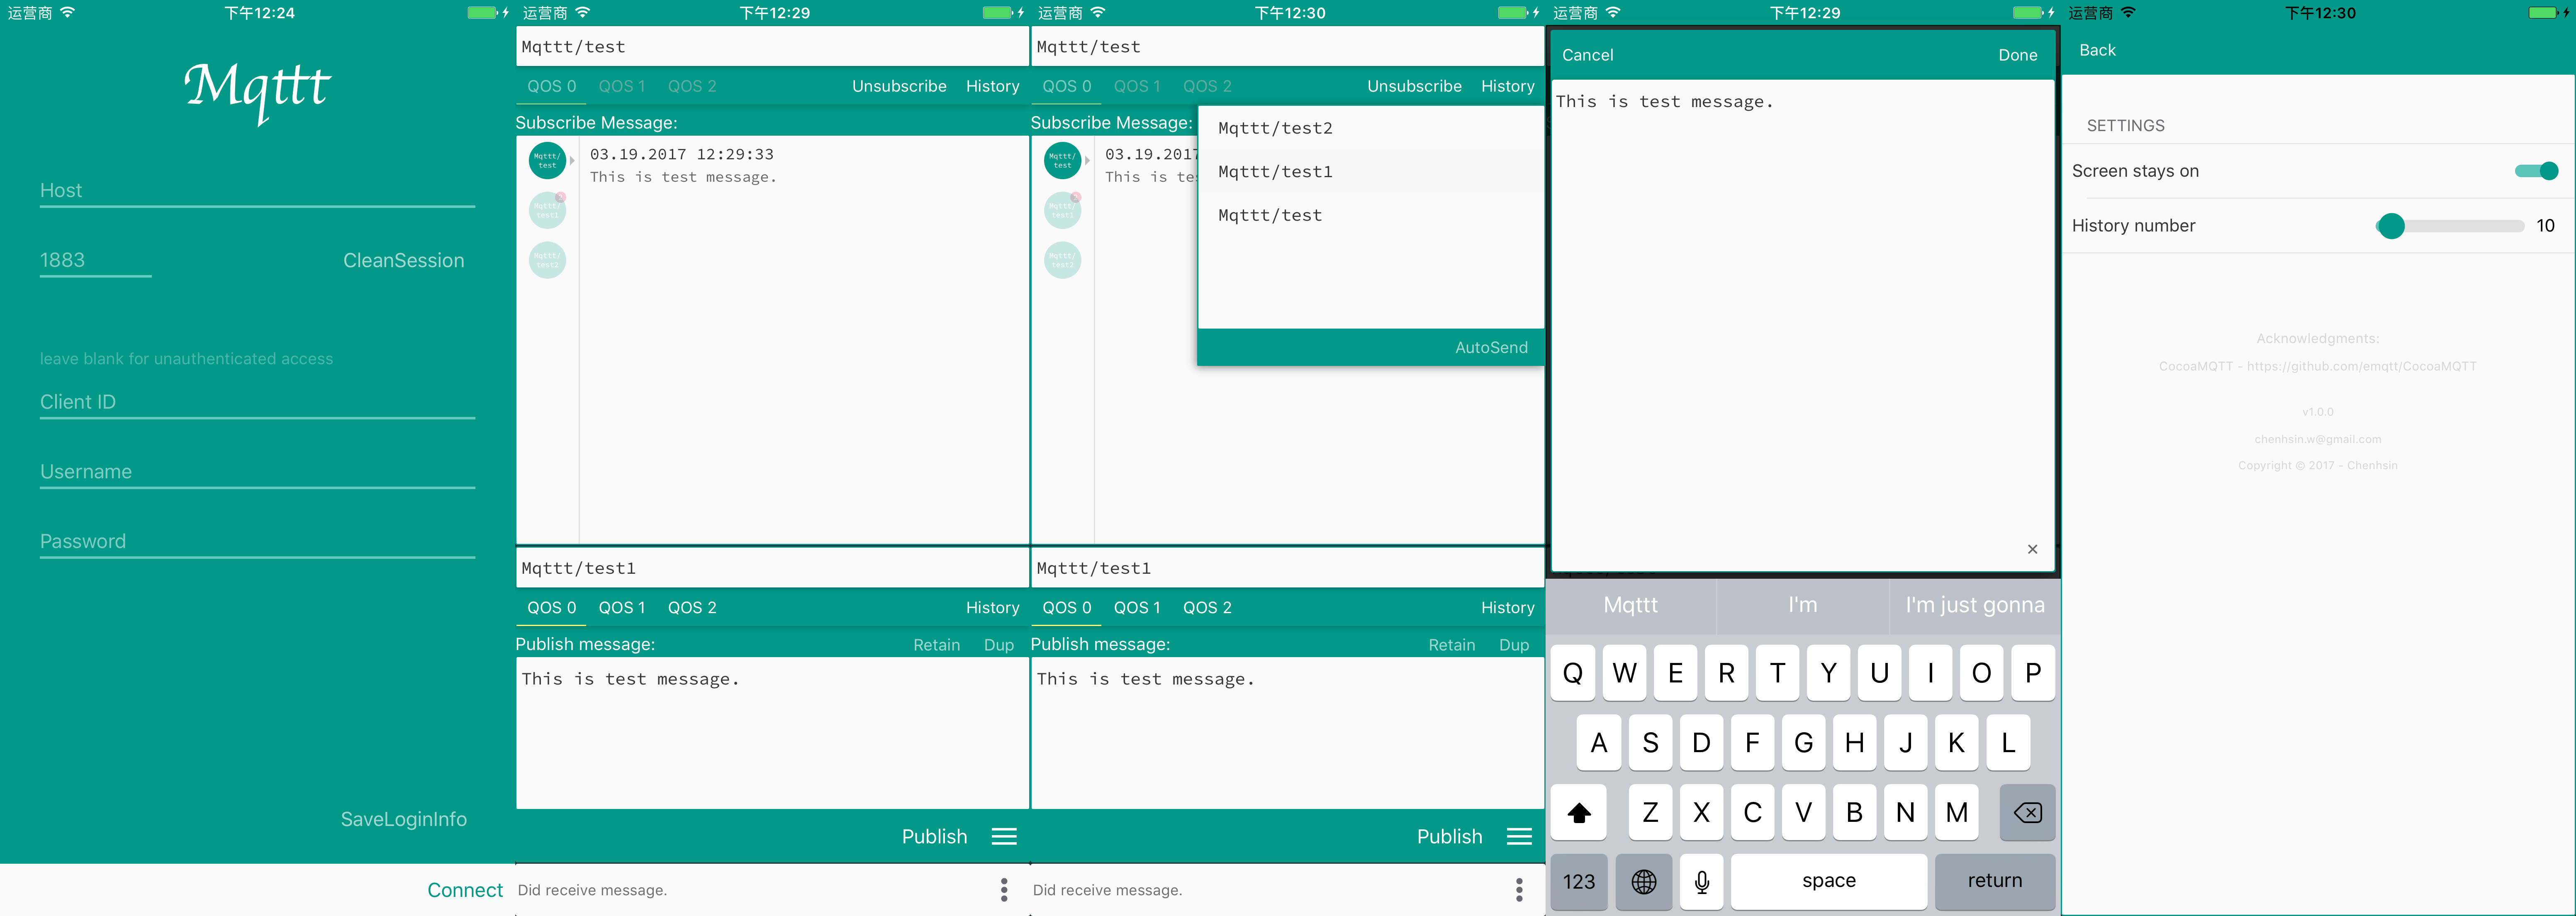 运营商
下午12:24
Mqttt
Host
1883
CleanSession
leave blank for unauthenticated access
Client ID
Username
Password
SaveLoginInfo
Connect
运营商
下午12:29
Mqttt/test
QOS 0
QOS 1
QOS 2
Unsubscribe
History
Subscribe Message:
Mqttt/
test
03.19.2017 12:29:33
This is test message.
Mqttt/
test1
Mqttt/
test2
Mqttt/test1
QOS 0
QOS 1
QOS 2
History
Publish message:
Retain
Dup
This is test message.
Publish
Did receive message.
运营商
下午12:30
Mqttt/test
QOS 0
QOS 1
QOS 2
Unsubscribe
History
Subscribe Message:
Mqttt/
test
03.19.2017
This is tes
Mqttt/
test1
Mqttt/
test2
Mqttt/test2
Mqttt/test1
Mqttt/test
AutoSend
Mqttt/test1
QOS 0
QOS 1
QOS 2
History
Publish message:
Retain
Dup
This is test message.
Publish
Did receive message.
运营商
下午12:29
Cancel
Done
This is test message.
Mqttt
I'm
I'm just gonna
Q W E R T Y U I O P
A S D F G H J K L
Z X C V B N M
123
space
return
运营商
下午12:30
Back
SETTINGS
Screen stays on
History number
10
Acknowledgments:
CocoaMQTT - https://github.com/emqtt/CocoaMQTT
v1.0.0
chenhsin.w@gmail.com
Copyright © 2017 - Chenhsin